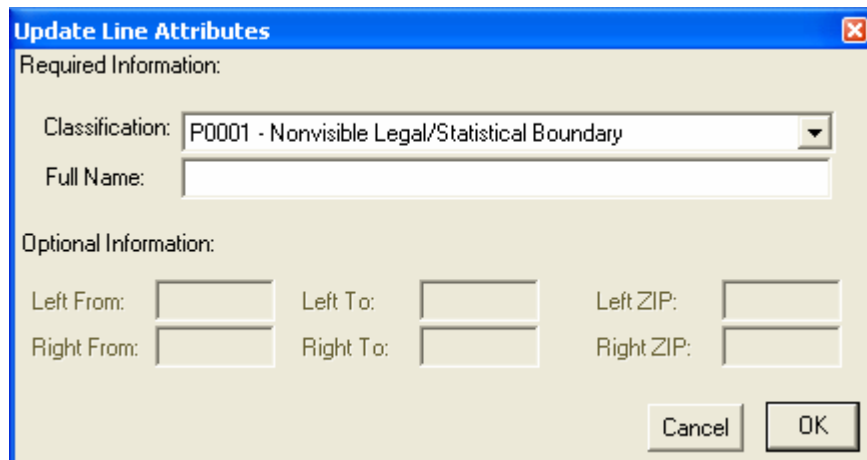 Update Line Attributes
Required Information:
Classification: P0001 - Nonvisible Legal/Statistical Boundary
Full Name:
Optional Information:
Left From: Left To: Left ZIP:
Right From: Right To: Right ZIP:
Cancel OK